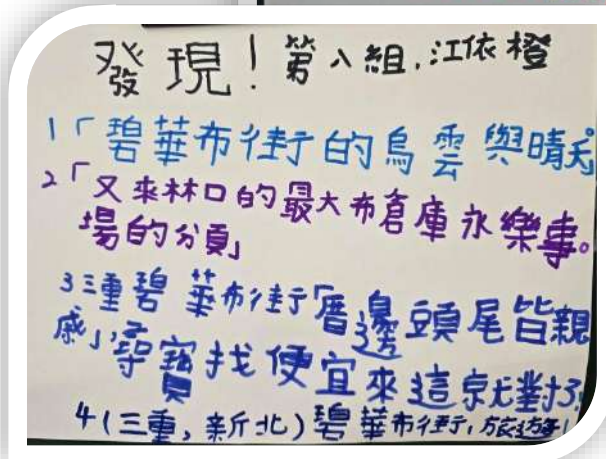 發現！第八組.江依橙
1「碧華布街的烏雲與晴天。
2「又來林口的最大布倉庫永樂專。
場的分頁」
3三重碧華布街「厝邊頭尾皆親
戚」，尋寶找便宜來這就對了
4(三重，新北)碧華布街，旅遊